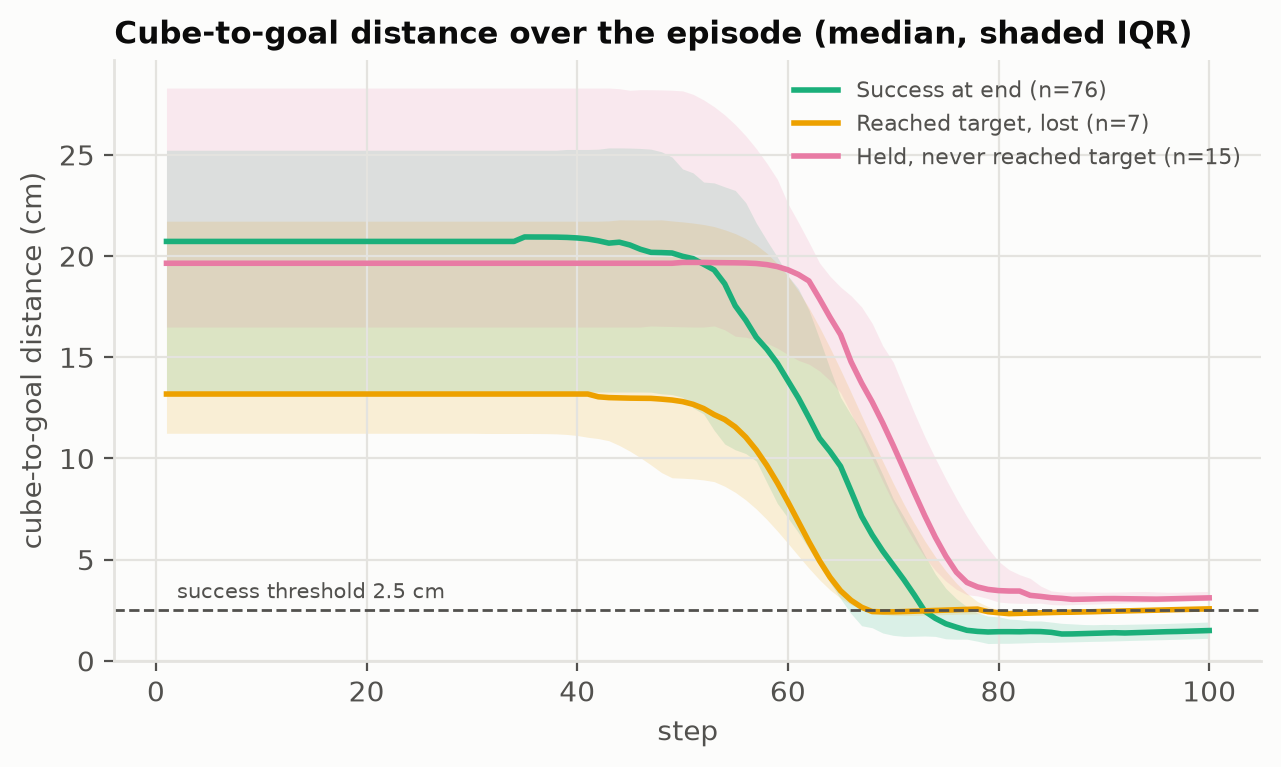 Cube-to-goal distance over the episode (median, shaded IQR)
Success at end (n=76)
Reached target, lost (n=7)
Held, never reached target (n=15)
cube-to-goal distance (cm)
25
20
15
10
5
0
success threshold 2.5 cm
0 20 40 60 80 100
step